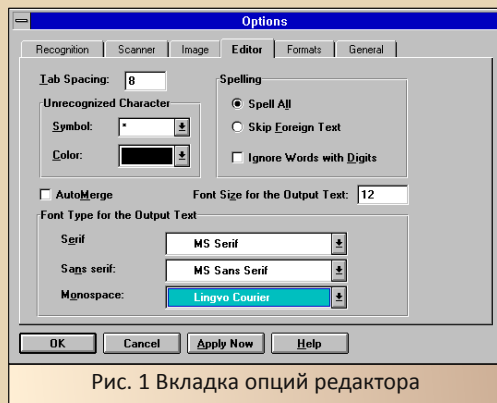 Options
Recognition Scanner Image Editor Formats General
Tab Spacing: 8
Unrecognized Character
Symbol: *
Color:
Spelling
Spell All
Skip Foreign Text
Ignore Words with Digits
AutoMerge Font Size for the Output Text: 12
Font Type for the Output Text
Serif MS Serif
Sans serif: MS Sans Serif
Monospace: Lingvo Courier
OK Cancel Apply Now Help
Рис. 1 Вкладка опций редактора